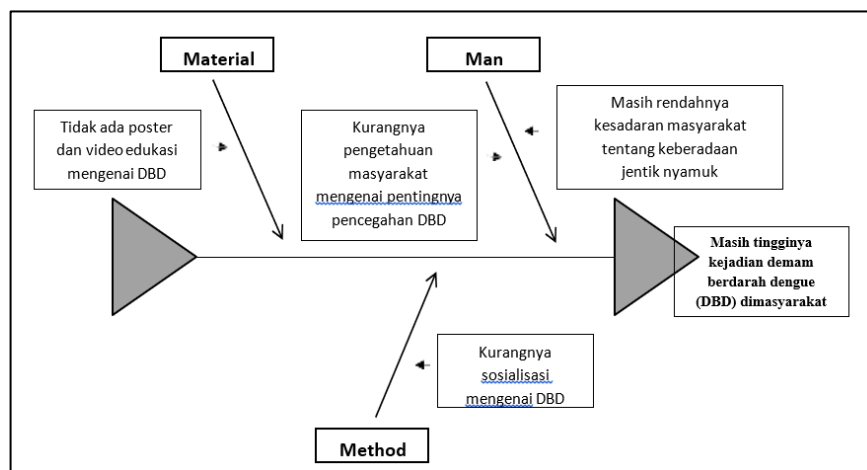 Material
Man
Tidak ada poster
dan video edukasi
mengenai DBD
Kurangnya
pengetahuan
masyarakat
mengenai pentingnya
pencegahan DBD
Masih rendahnya
kesadaran masyarakat
tentang keberadaan
jentik nyamuk
Masih tingginya
kejadian demam
berdarah dengue
(DBD) dimasyarakat
Kurangnya
sosialisasi
mengenai DBD
Method